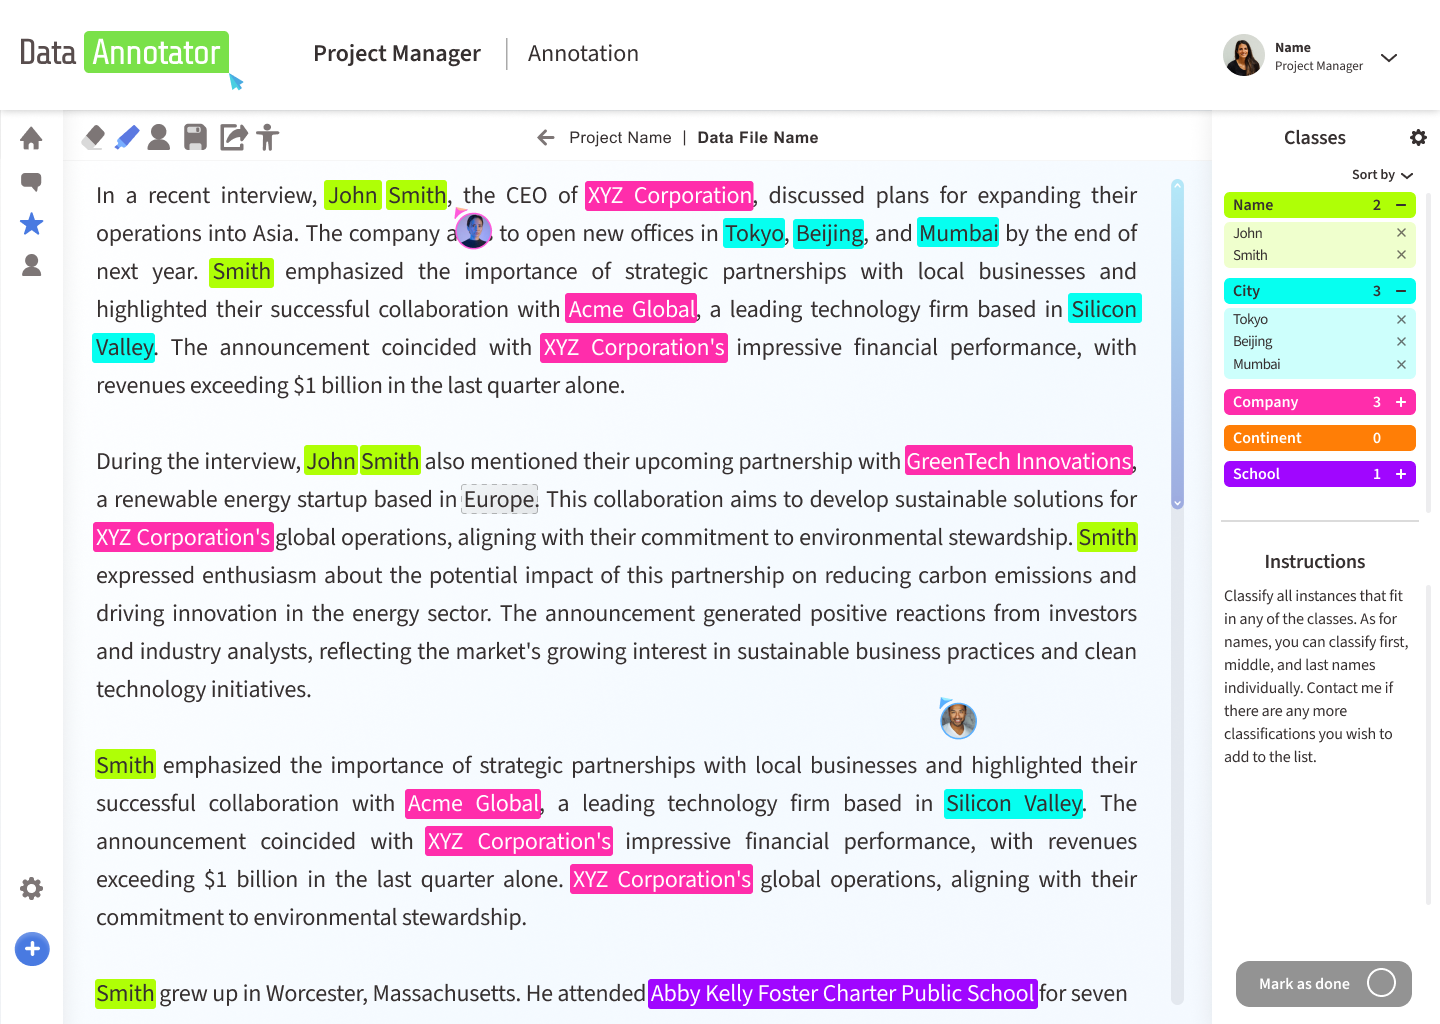 Data Annotator
Project Manager | Annotation
Name
Project Manager
Project Name | Data File Name
In a recent interview, John Smith, the CEO of XYZ Corporation, discussed plans for expanding their
operations into Asia. The company to open new offices in Tokyo, Beijing, and Mumbai by the end of
next year. Smith emphasized the importance of strategic partnerships with local businesses and
highlighted their successful collaboration with Acme Global, a leading technology firm based in Silicon
Valley. The announcement coincided with XYZ Corporation's impressive financial performance, with
revenues exceeding $1 billion in the last quarter alone.
During the interview, John Smith also mentioned their upcoming partnership with GreenTech Innovations,
a renewable energy startup based in Europe. This collaboration aims to develop sustainable solutions for
XYZ Corporation's global operations, aligning with their commitment to environmental stewardship. Smith
expressed enthusiasm about the potential impact of this partnership on reducing carbon emissions and
driving innovation in the energy sector. The announcement generated positive reactions from investors
and industry analysts, reflecting the market's growing interest in sustainable business practices and clean
technology initiatives.
Smith emphasized the importance of strategic partnerships with local businesses and highlighted their
successful collaboration with Acme Global, a leading technology firm based in Silicon Valley. The
announcement coincided with XYZ Corporation's impressive financial performance, with revenues
exceeding $1 billion in the last quarter alone. XYZ Corporation's global operations, aligning with their
commitment to environmental stewardship.
Smith grew up in Worcester, Massachusetts. He attended Abby Kelly Foster Charter Public School for seven
Classes
Sort by
Name 2
John
Smith
City 3
Tokyo
Beijing
Mumbai
Company 3
Continent 0
School 1
Instructions
Classify all instances that fit
in any of the classes. As for
names, you can classify first,
middle, and last names
individually. Contact me if
there are any more
classifications you wish to
add to the list.
Mark as done